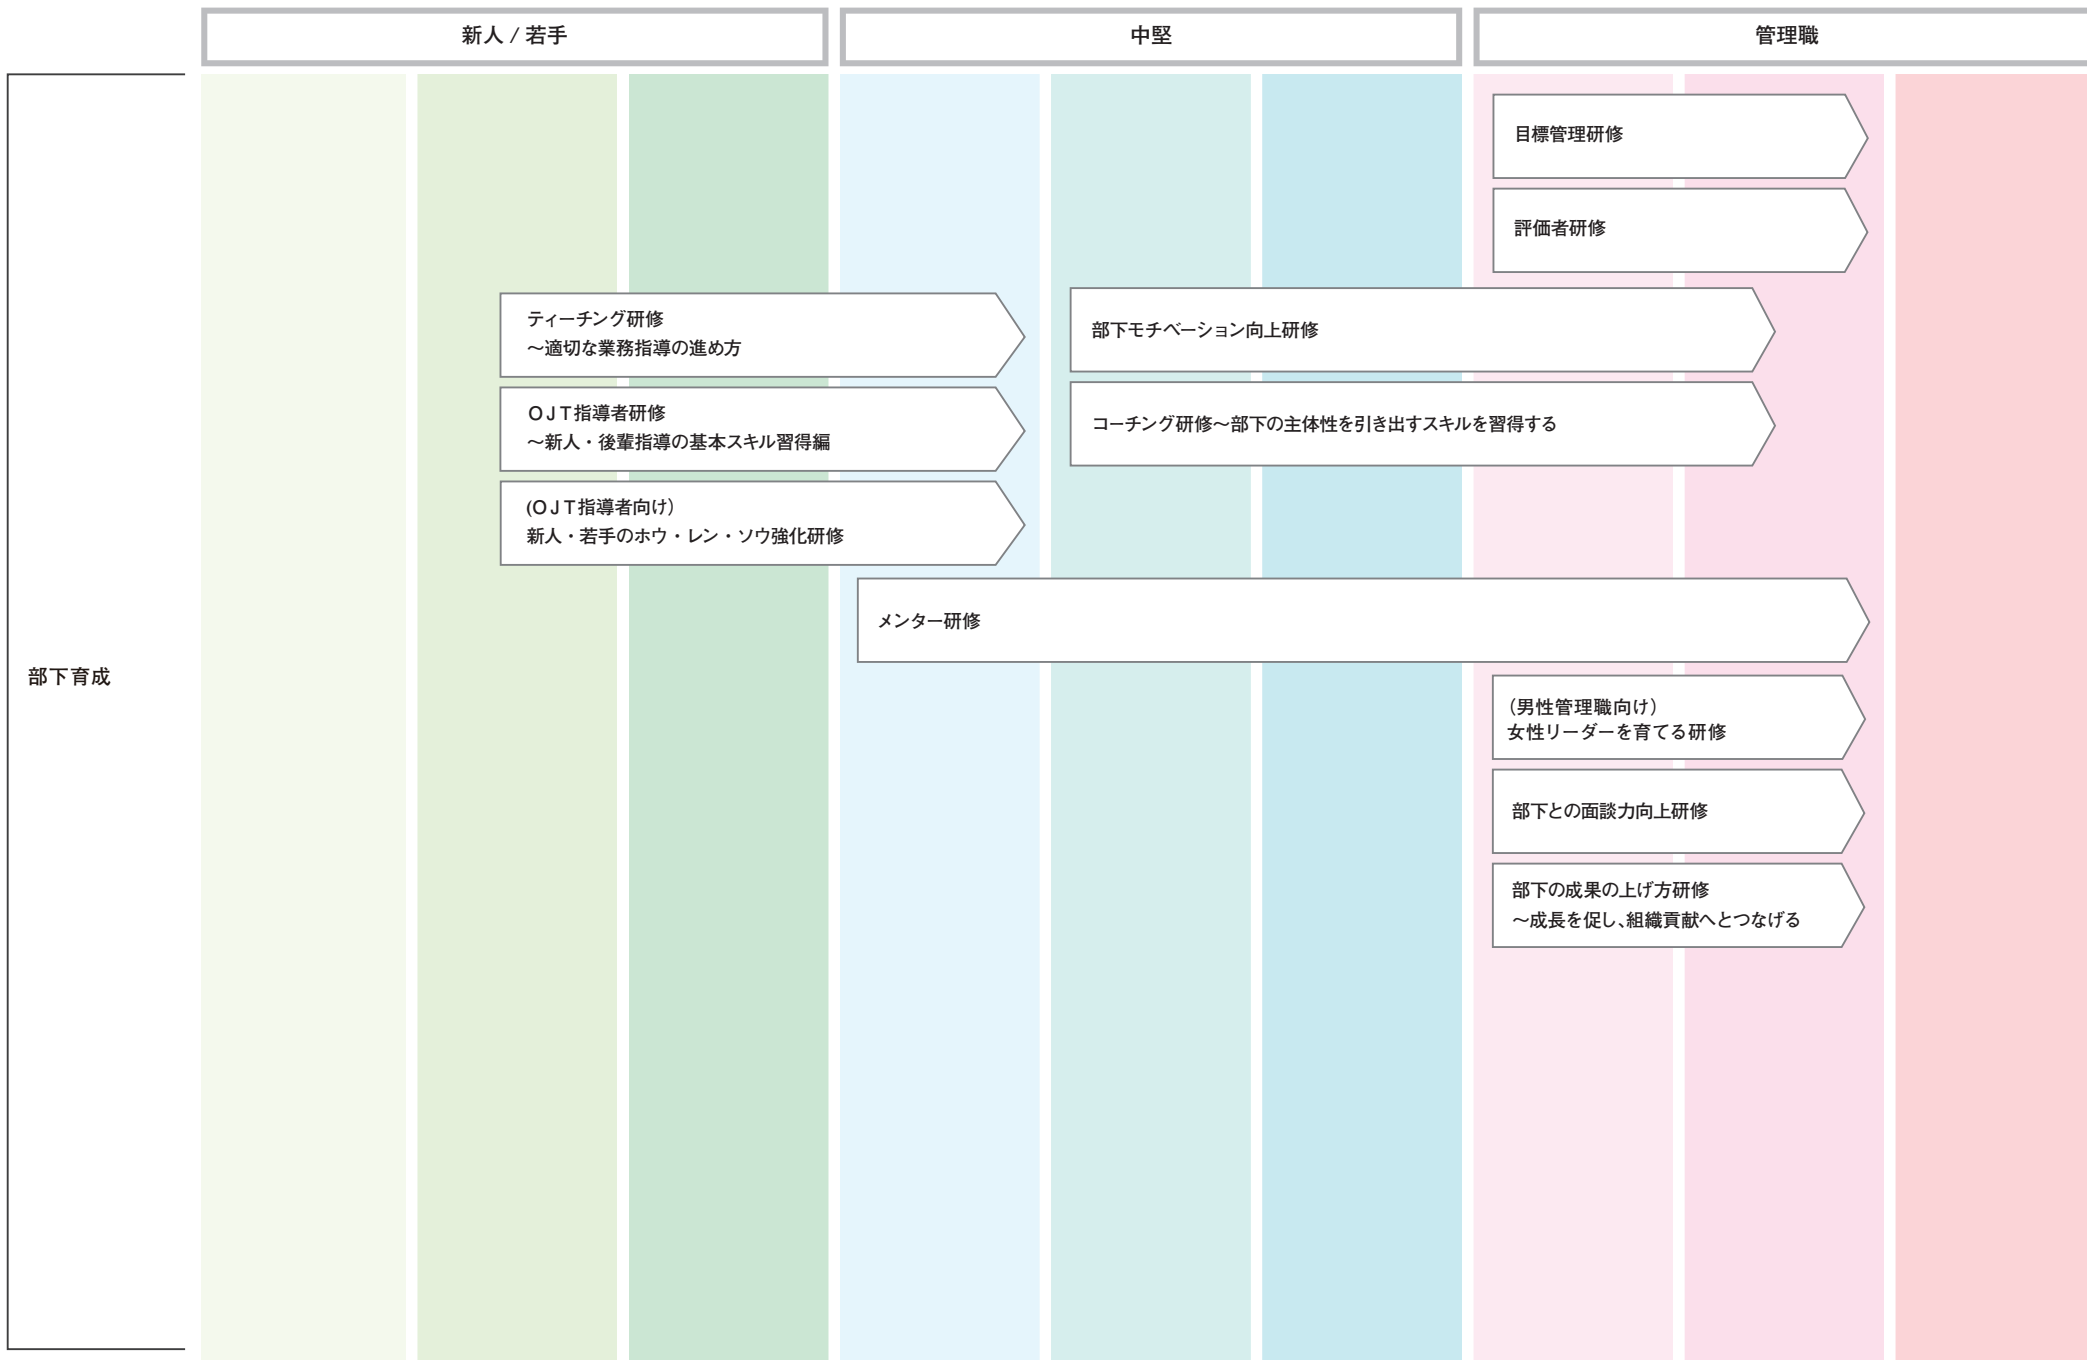 新人 / 若手
中堅
管理職
部下育成
目標管理研修
評価者研修
ティーチング研修
～適切な業務指導の進め方
部下モチベーション向上研修
ＯＪＴ指導者研修
～新人・後輩指導の基本スキル習得編
コーチング研修～部下の主体性を引き出すスキルを習得する
(ＯＪＴ指導者向け）
新人・若手のホウ・レン・ソウ強化研修
メンター研修
（男性管理職向け）
女性リーダーを育てる研修
部下との面談力向上研修
部下の成果の上げ方研修
～成長を促し、組織貢献へとつなげる